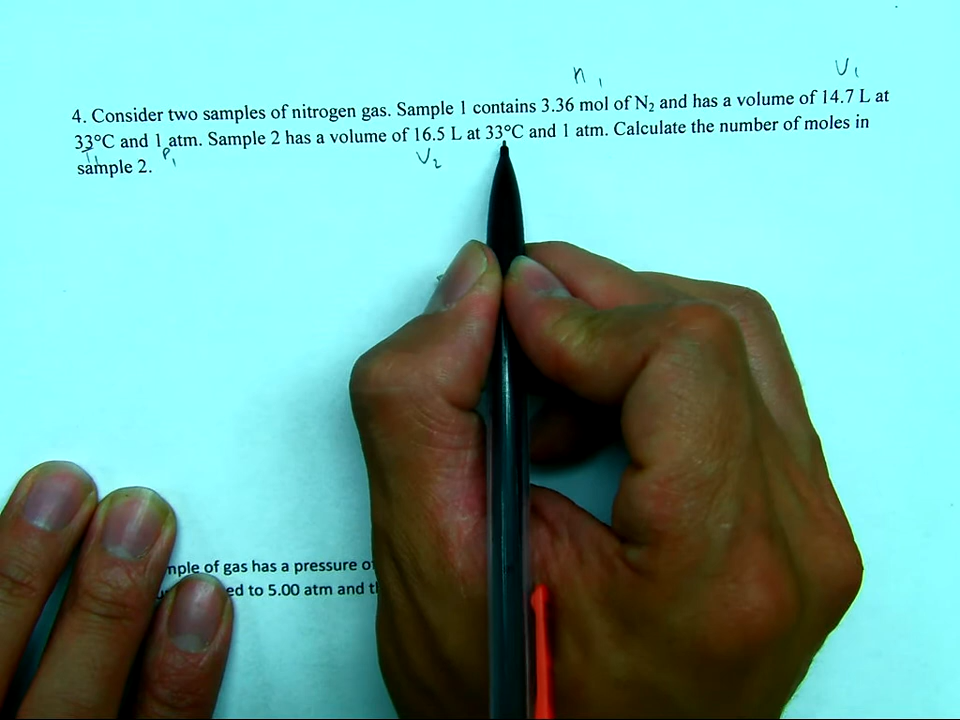 n₁ V₁
4. Consider two samples of nitrogen gas. Sample 1 contains 3.36 mol of N₂ and has a volume of 14.7 L at
33°C and 1 atm. Sample 2 has a volume of 16.5 L at 33°C and 1 atm. Calculate the number of moles in
T₁ P₁ V₂
sample 2.
of gas has a pressure
to 5.00 atm and